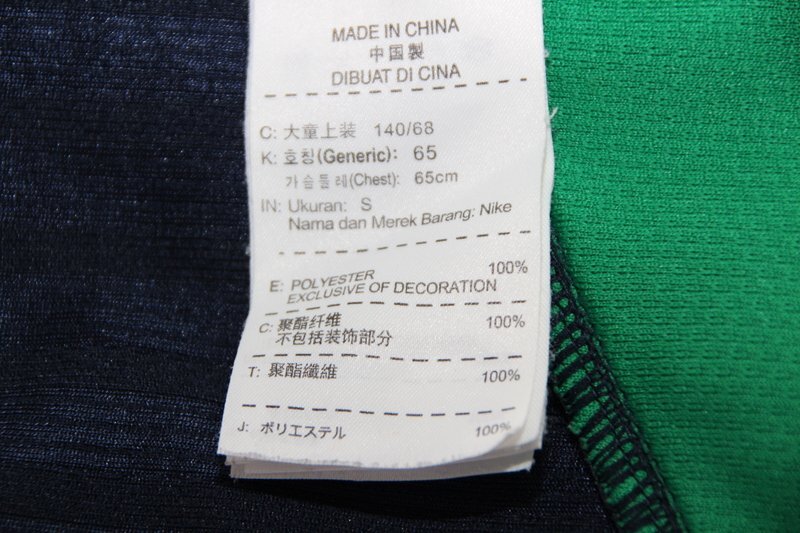 MADE IN CHINA
中国製
DIBUAT DI CINA
C: 大童上装 140/68
K: 호칭(Generic): 65
가슴둘레(Chest): 65cm
IN: Ukuran: S
Nama dan Merek Barang: Nike
E: POLYESTER 100%
EXCLUSIVE OF DECORATION
C: 聚酯纤维 100%
不包括装饰部分
T: 聚酯纖維 100%
J: ポリエステル 100%